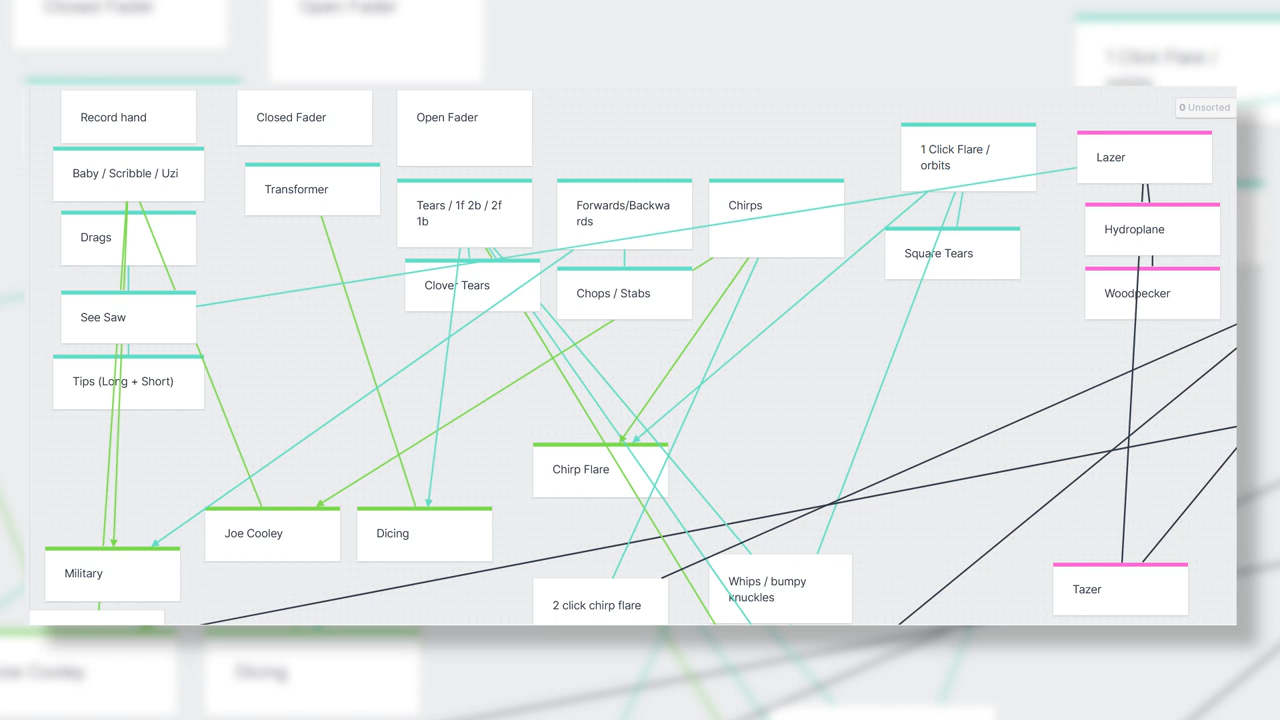 Closed Fader
Open Fader
1 Click Flare /
orbits
0 Unsorted
Record hand
Closed Fader
Open Fader
Baby / Scribble / Uzi
Transformer
Tears / 1f 2b / 2f
1b
Forwards/Backwa
rds
Chirps
1 Click Flare /
orbits
Lazer
Drags
Clover Tears
Chops / Stabs
Square Tears
Hydroplane
See Saw
Woodpecker
Tips (Long + Short)
Chirp Flare
Joe Cooley
Dicing
Military
2 click chirp flare
Whips / bumpy
knuckles
Tazer
Joe Cooley
Dicing